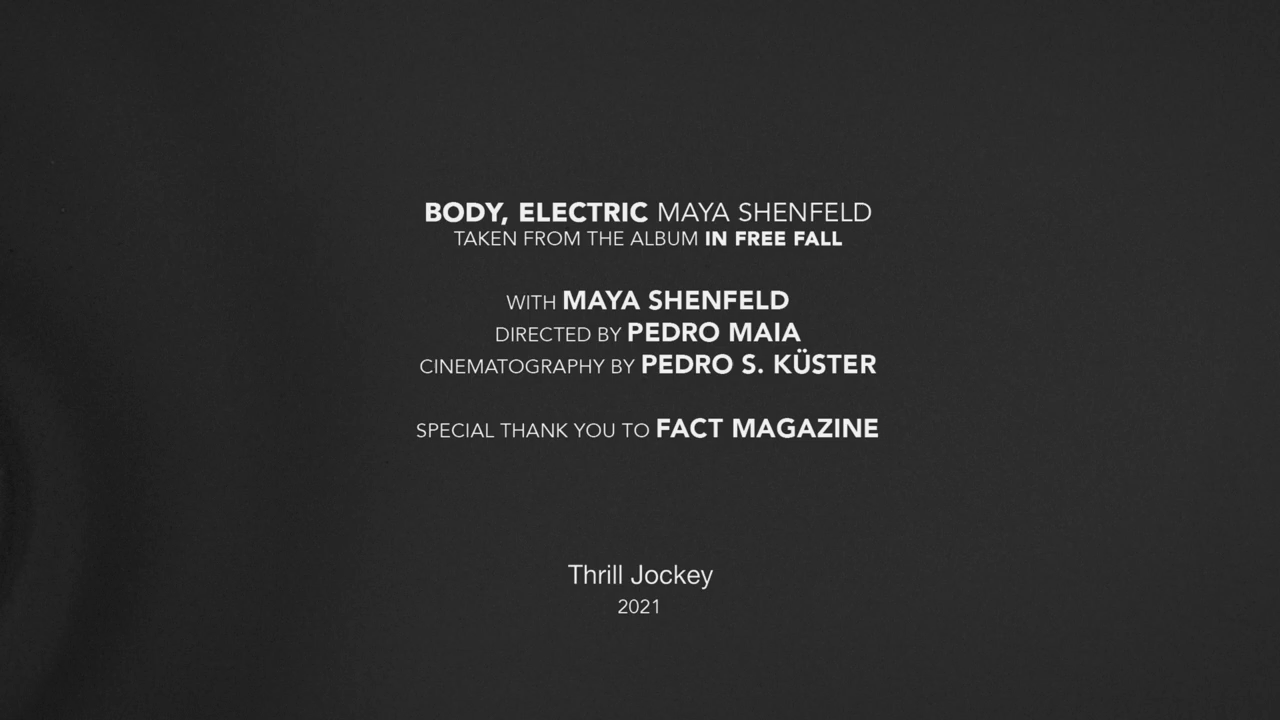 BODY, ELECTRIC MAYA SHENFELD
TAKEN FROM THE ALBUM IN FREE FALL
WITH MAYA SHENFELD
DIRECTED BY PEDRO MAIA
CINEMATOGRAPHY BY PEDRO S. KÜSTER
SPECIAL THANK YOU TO FACT MAGAZINE
Thrill Jockey
2021